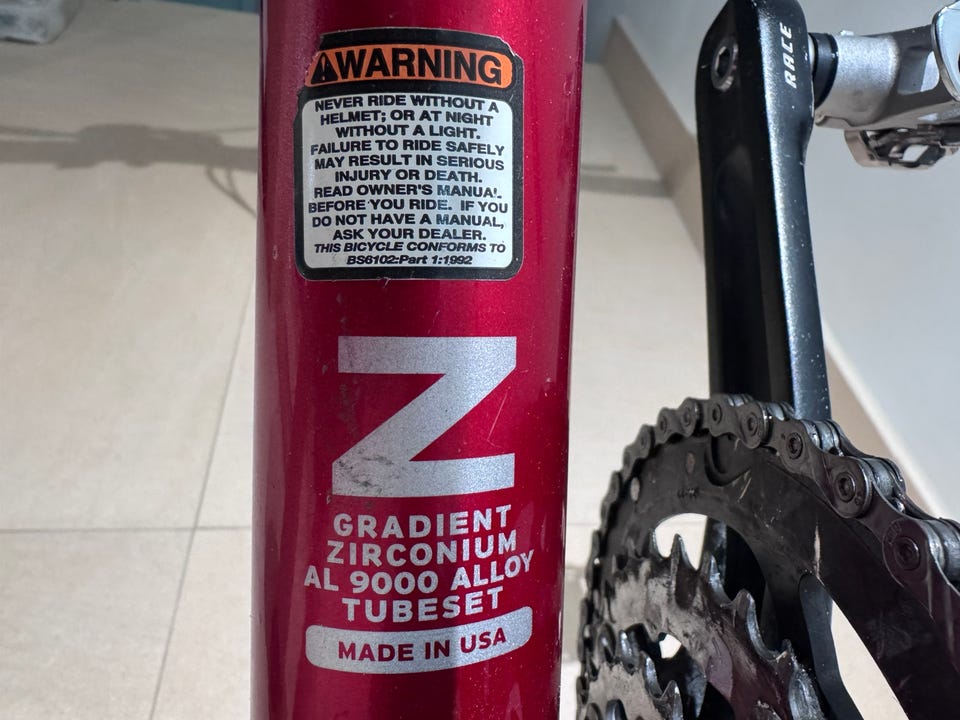 WARNING
NEVER RIDE WITHOUT A
HELMET; OR AT NIGHT
WITHOUT A LIGHT.
FAILURE TO RIDE SAFELY
MAY RESULT IN SERIOUS
INJURY OR DEATH.
READ OWNER'S MANUAL
BEFORE YOU RIDE. IF YOU
DO NOT HAVE A MANUAL,
ASK YOUR DEALER.
THIS BICYCLE CONFORMS TO
BS6102:Part 1:1992
Z
GRADIENT
ZIRCONIUM
AL 9000 ALLOY
TUBESET
MADE IN USA
RACE